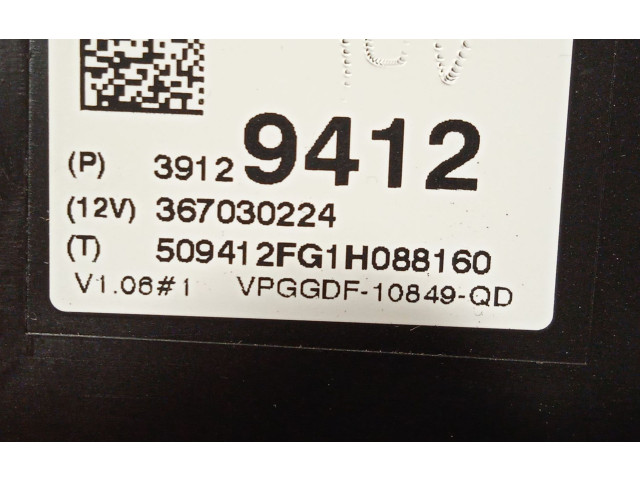 (P) 3912 9412
(12V) 367030224
(T) 509412FG1H088160
V1.06#1 VPGGDF-10849-QD